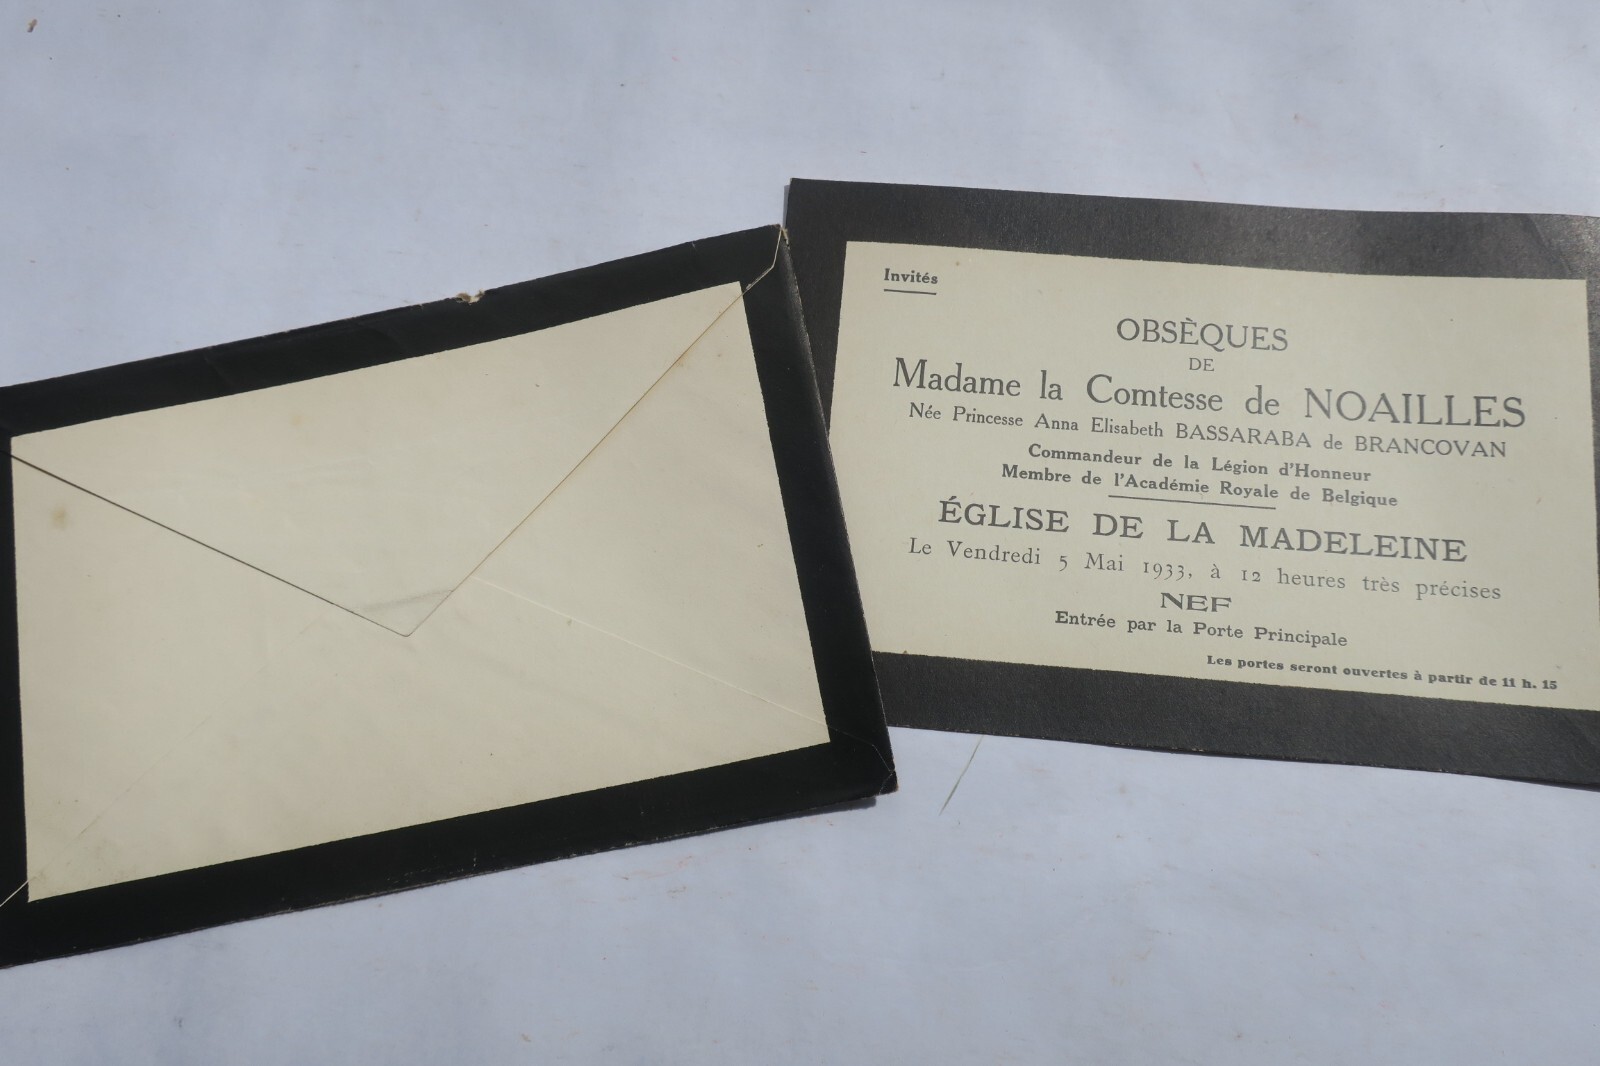 Invités
OBSÈQUES
DE
Madame la Comtesse de NOAILLES
Née Princesse Anna Elisabeth BASSARABA de BRANCOVAN
Commandeur de la Légion d'Honneur
Membre de l'Académie Royale de Belgique
ÉGLISE DE LA MADELEINE
Le Vendredi 5 Mai 1933, à 12 heures très précises
NEF
Entrée par la Porte Principale
Les portes seront ouvertes à partir de 11 h. 15